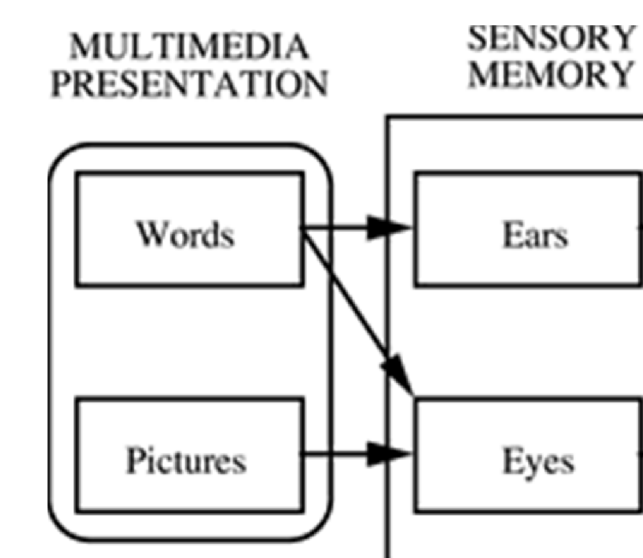 MULTIMEDIA
PRESENTATION
SENSORY
MEMORY
Words
Ears
Pictures
Eyes